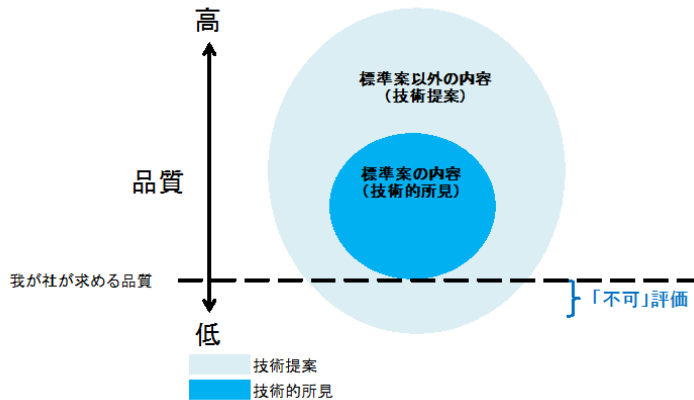 高
標準案以外の内容
(技術提案)
標準案の内容
(技術的所見)
品質
我が社が求める品質
「不可」評価
低
技術提案
技術的所見